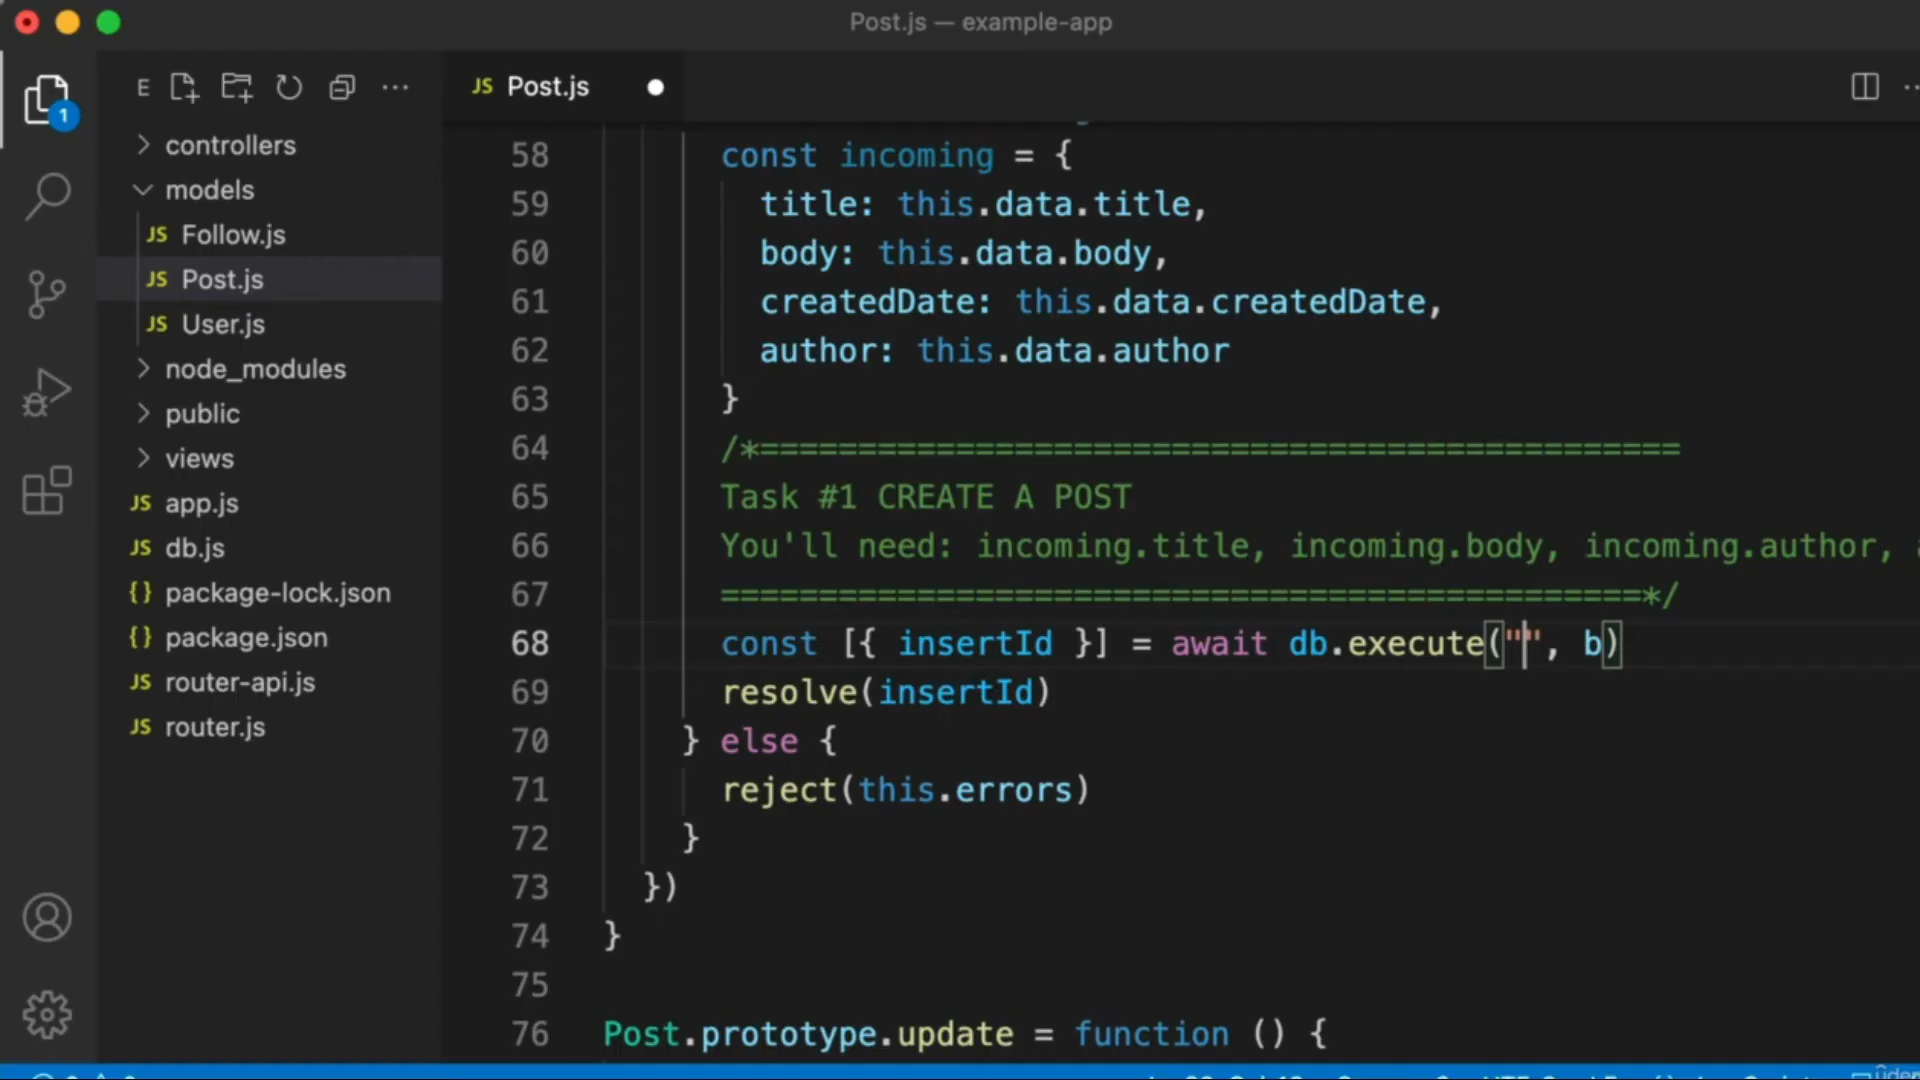 Post.js — example-app
E
JS Post.js
1
controllers
models
JS Follow.js
JS Post.js
JS User.js
node_modules
public
views
JS app.js
JS db.js
{} package-lock.json
{} package.json
JS router-api.js
JS router.js
58 const incoming = {
59 title: this.data.title,
60 body: this.data.body,
61 createdDate: this.data.createdDate,
62 author: this.data.author
63 }
64 /*===============================================
65 Task #1 CREATE A POST
66 You'll need: incoming.title, incoming.body, incoming.author,
67 ===============================================*/
68 const [{ insertId }] = await db.execute("", b)
69 resolve(insertId)
70 } else {
71 reject(this.errors)
72 }
73 })
74 }
75
76 Post.prototype.update = function () {